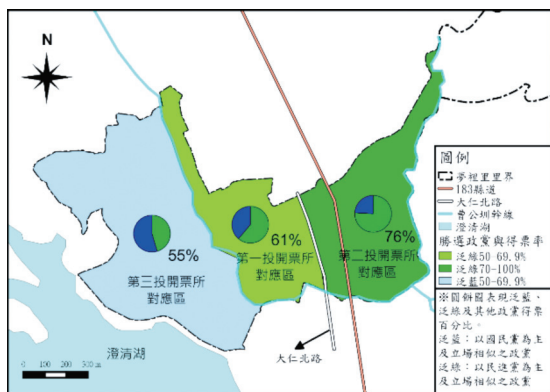 N
55%
第三投開票所
對應區
61%
第一投開票所
對應區
76%
第二投開票所
對應區
大仁北路
澄清湖
0 100 200 300
m
圖例
夢裡里里界
183縣道
大仁北路
曹公圳幹線
澄清湖
勝選政黨與得票率
泛綠50-69.9%
泛綠70-100%
泛藍50-69.9%
※圓餅圖表現泛藍、
泛綠及其他政黨得票
百分比。
泛藍：以國民黨為主
及立場相似之政黨
泛綠：以民進黨為主
及立場相似之政黨